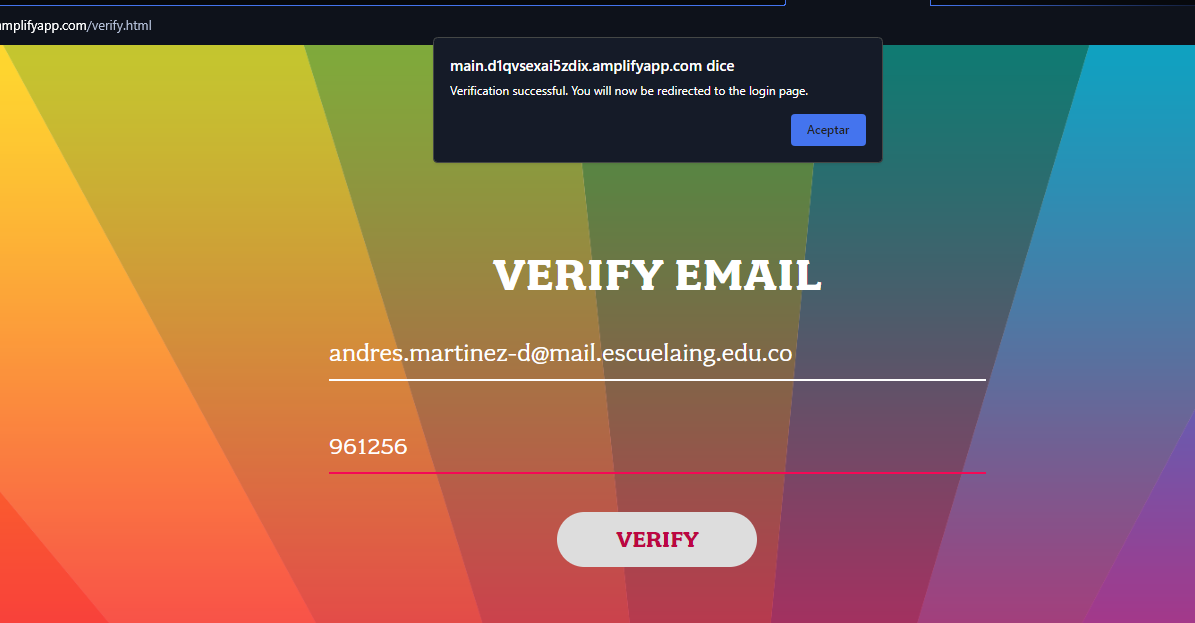 amplifyapp.com/verify.html
main.d1qvsexai5zdix.amplifyapp.com dice
Verification successful. You will now be redirected to the login page.
Aceptar
VERIFY EMAIL
andres.martinez-d@mail.escuelaing.edu.co
961256
VERIFY